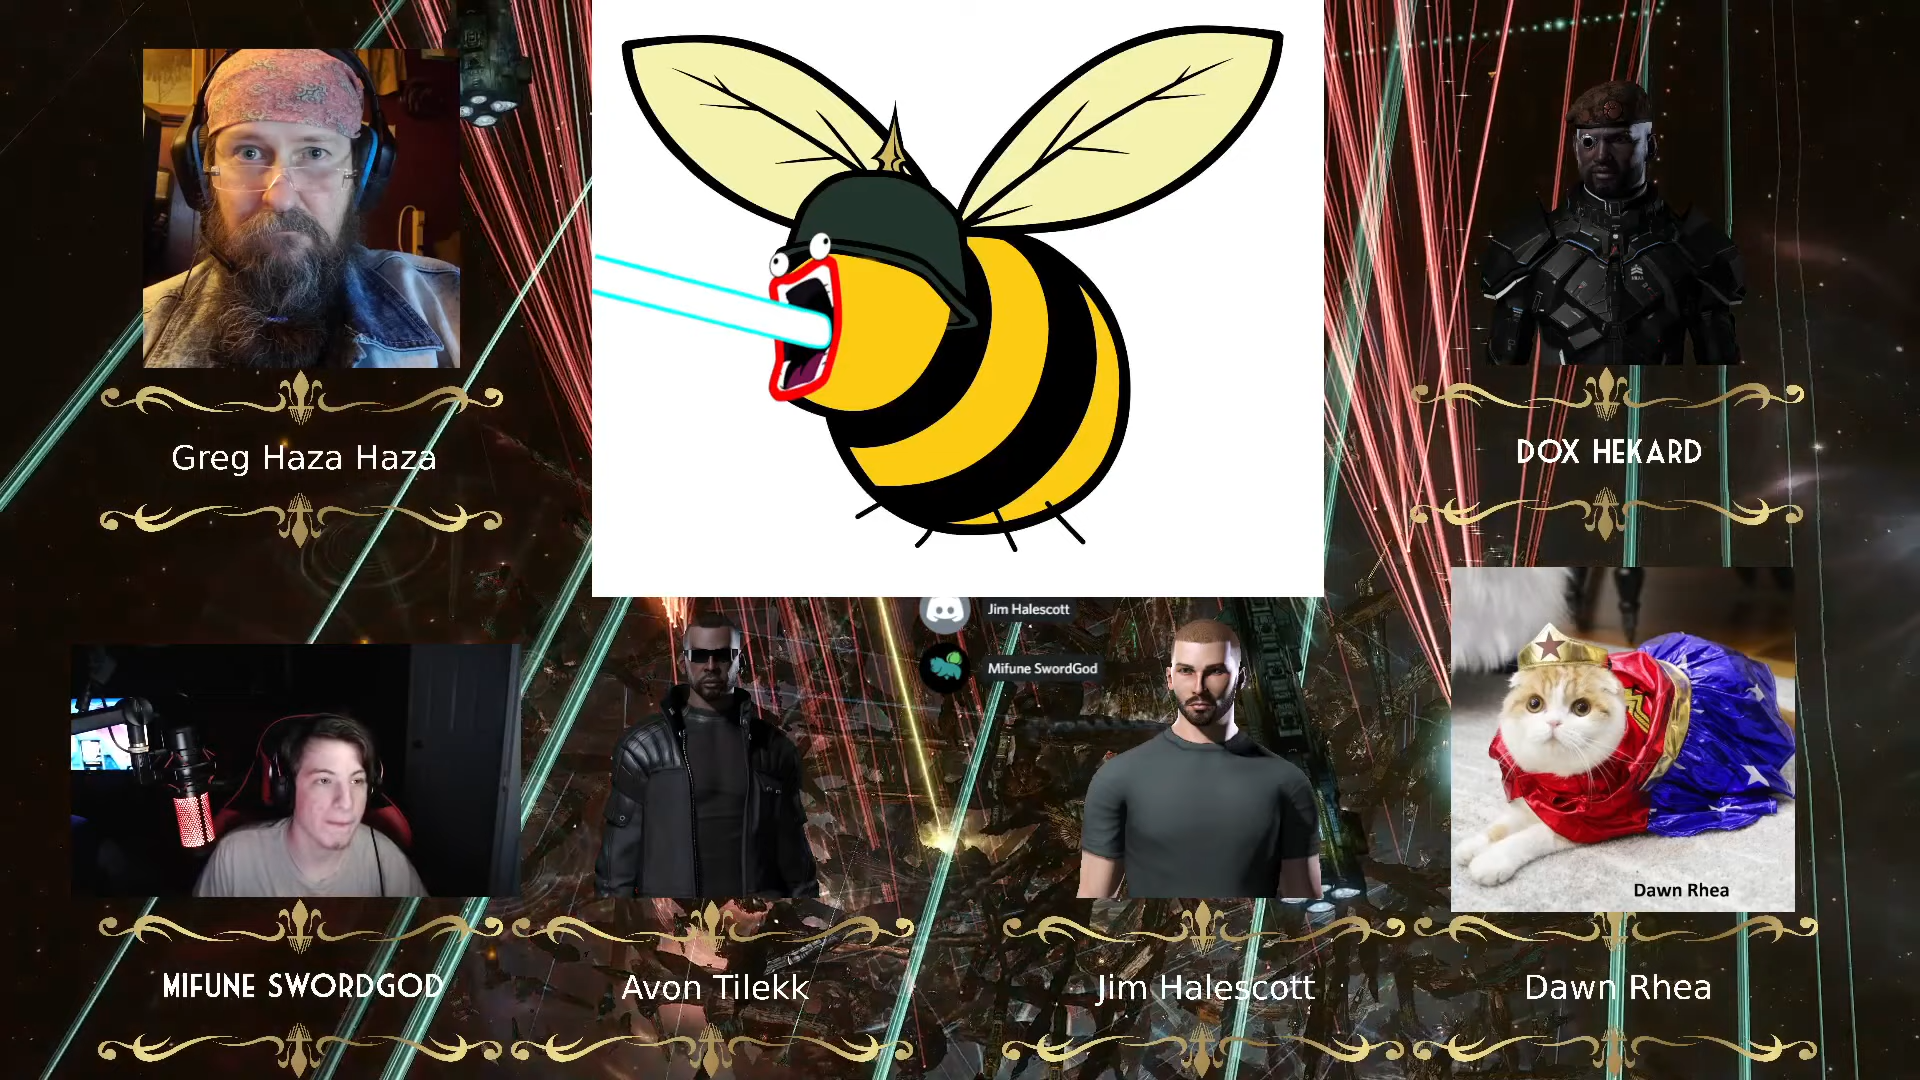 Greg Haza Haza
DOX HEKARD
Jim Halescott
Mifune SwordGod
Dawn Rhea
MIFUNE SWORDGOD
Avon Tilekk
Jim Halescott
Dawn Rhea